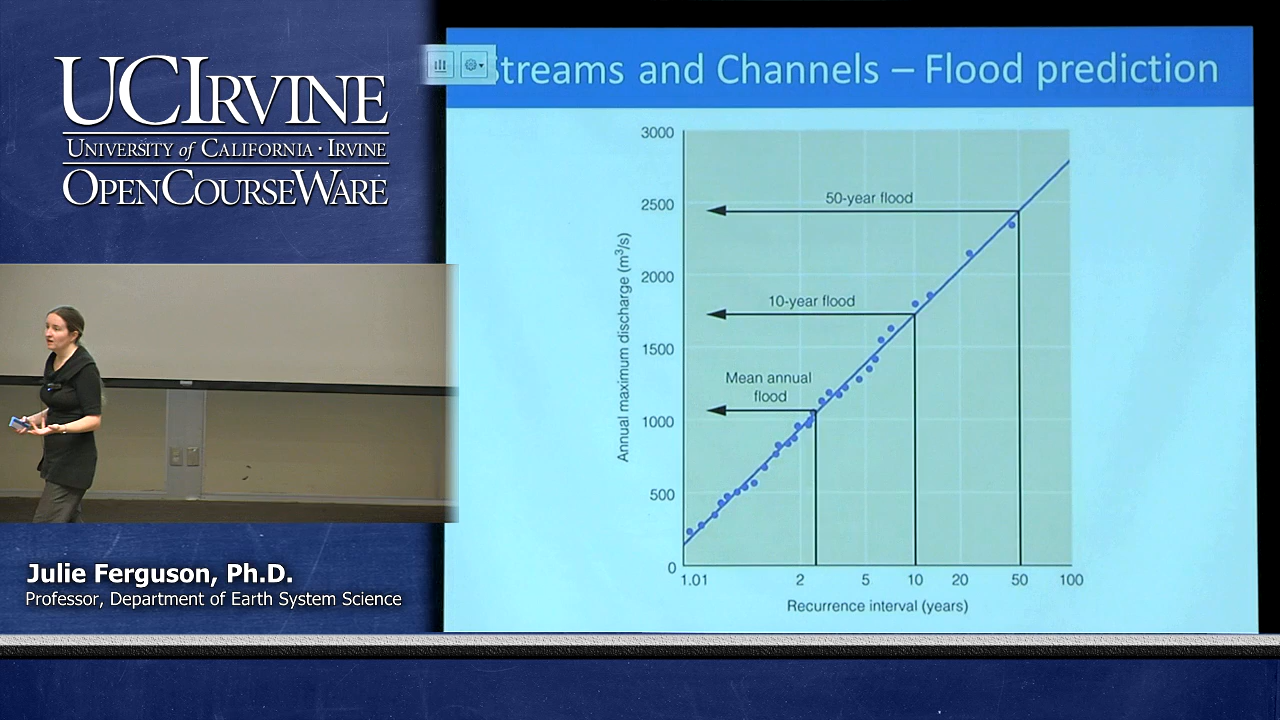 UCIRVINE
UNIVERSITY of CALIFORNIA · IRVINE
OPENCOURSEWARE
Streams and Channels – Flood prediction
3000
2500
2000
1500
1000
500
0
Annual maximum discharge (m³/s)
50-year flood
10-year flood
Mean annual
flood
1.01 2 5 10 20 50 100
Recurrence interval (years)
Julie Ferguson, Ph.D.
Professor, Department of Earth System Science